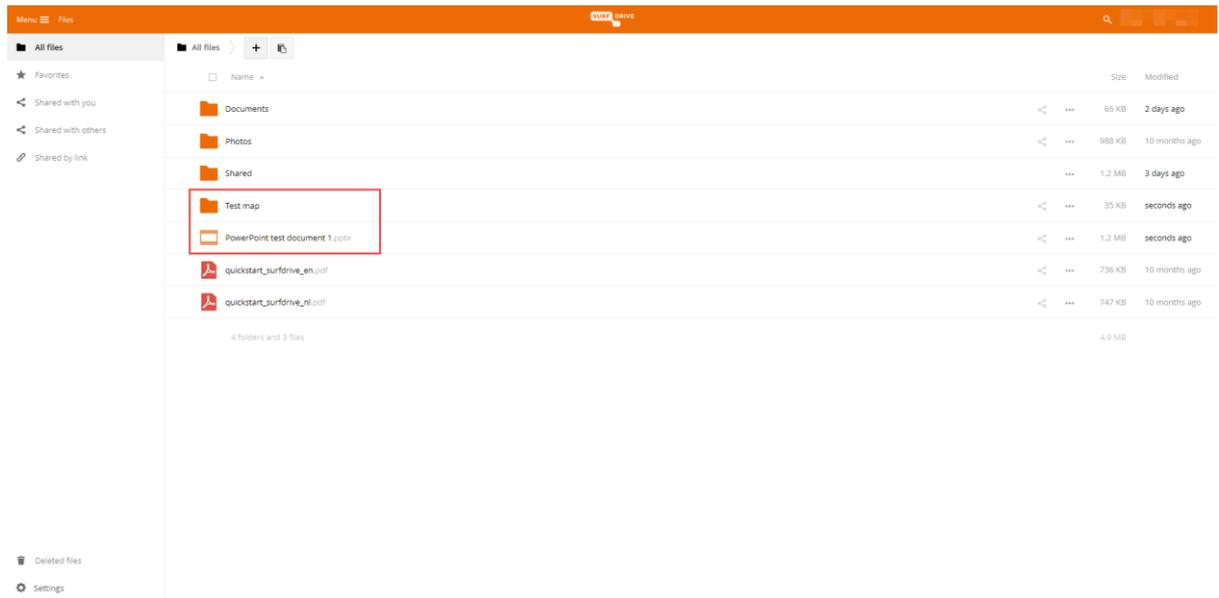 Menu Files SURF DRIVE
All files
Favorites
Shared with you
Shared with others
Shared by link
Deleted files
Settings
All files
Name Size Modified
Documents 65 KB 2 days ago
Photos 988 KB 10 months ago
Shared 1.2 MB 3 days ago
Test map 35 KB seconds ago
PowerPoint test document 1.pptx 1.2 MB seconds ago
quickstart_surfdrive_en.pdf 736 KB 10 months ago
quickstart_surfdrive_nl.pdf 747 KB 10 months ago
4 folders and 3 files 4.9 MB